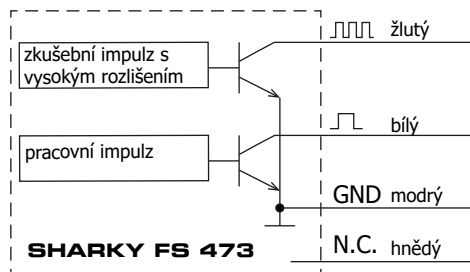 zkušební impulz s
vysokým rozlišením
žlutý
pracovní impulz
bílý
GND modrý
SHARKY FS 473
N.C. hnědý